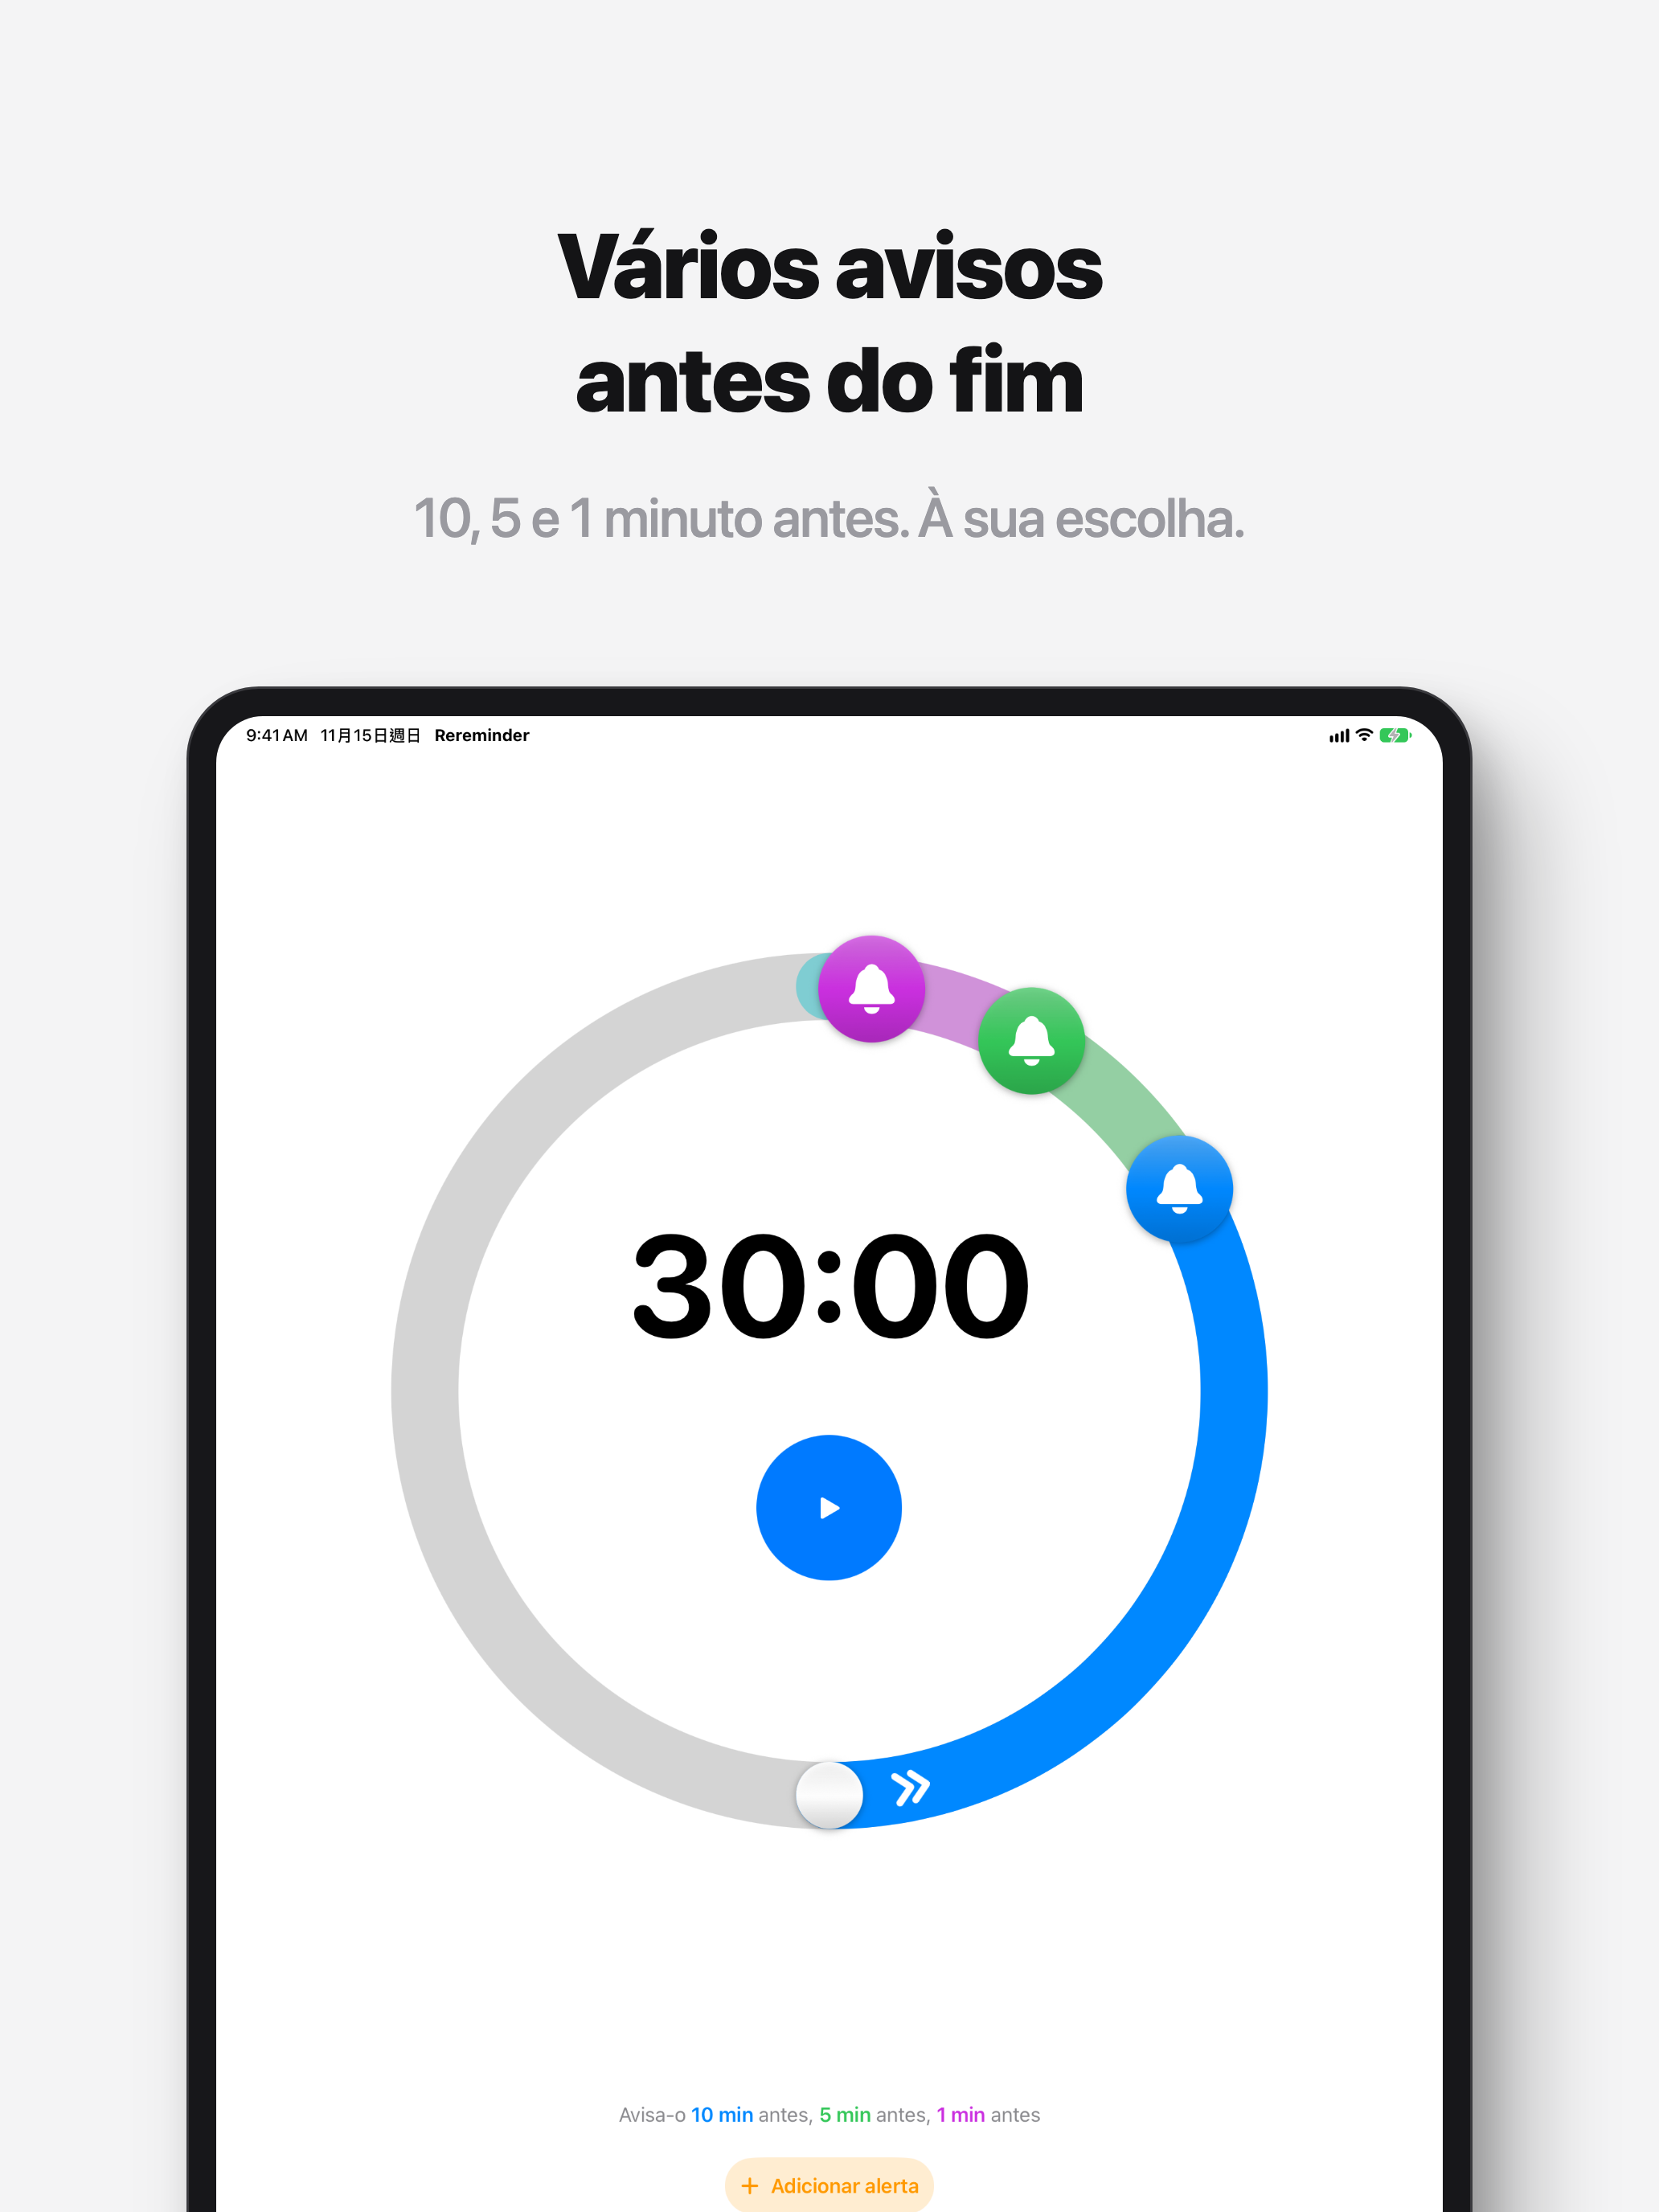 Vários avisos
antes do fim
10, 5 e 1 minuto antes. À sua escolha.
9:41 AM 11月15日週日 Rereminder
30:00
Avisa-o 10 min antes, 5 min antes, 1 min antes
+ Adicionar alerta